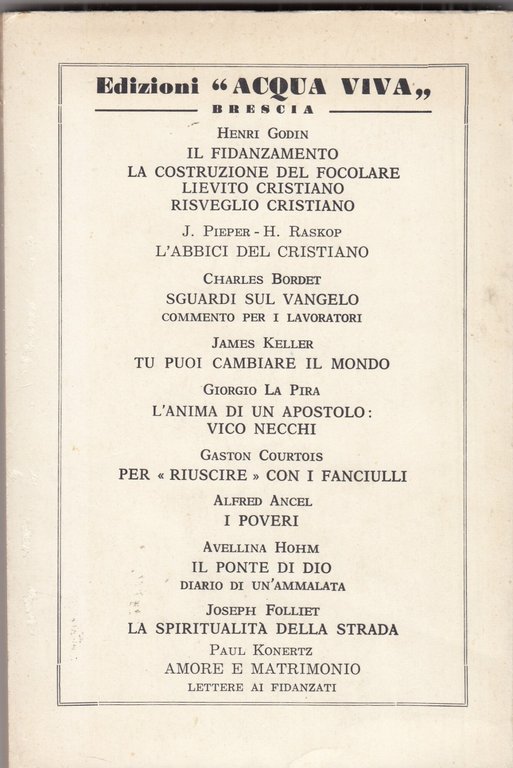 Edizioni “ACQUA VIVA„
BRESCIA
HENRI GODIN
IL FIDANZAMENTO
LA COSTRUZIONE DEL FOCOLARE
LIEVITO CRISTIANO
RISVEGLIO CRISTIANO
J. PIEPER - H. RASKOP
L'ABBICI DEL CRISTIANO
CHARLES BORDET
SGUARDI SUL VANGELO
COMMENTO PER I LAVORATORI
JAMES KELLER
TU PUOI CAMBIARE IL MONDO
GIORGIO LA PIRA
L'ANIMA DI UN APOSTOLO:
VICO NECCHI
GASTON COURTOIS
PER « RIUSCIRE » CON I FANCIULLI
ALFRED ANCEL
I POVERI
AVELLINA HOHM
IL PONTE DI DIO
DIARIO DI UN'AMMALATA
JOSEPH FOLLIET
LA SPIRITUALITÀ DELLA STRADA
PAUL KONERTZ
AMORE E MATRIMONIO
LETTERE AI FIDANZATI